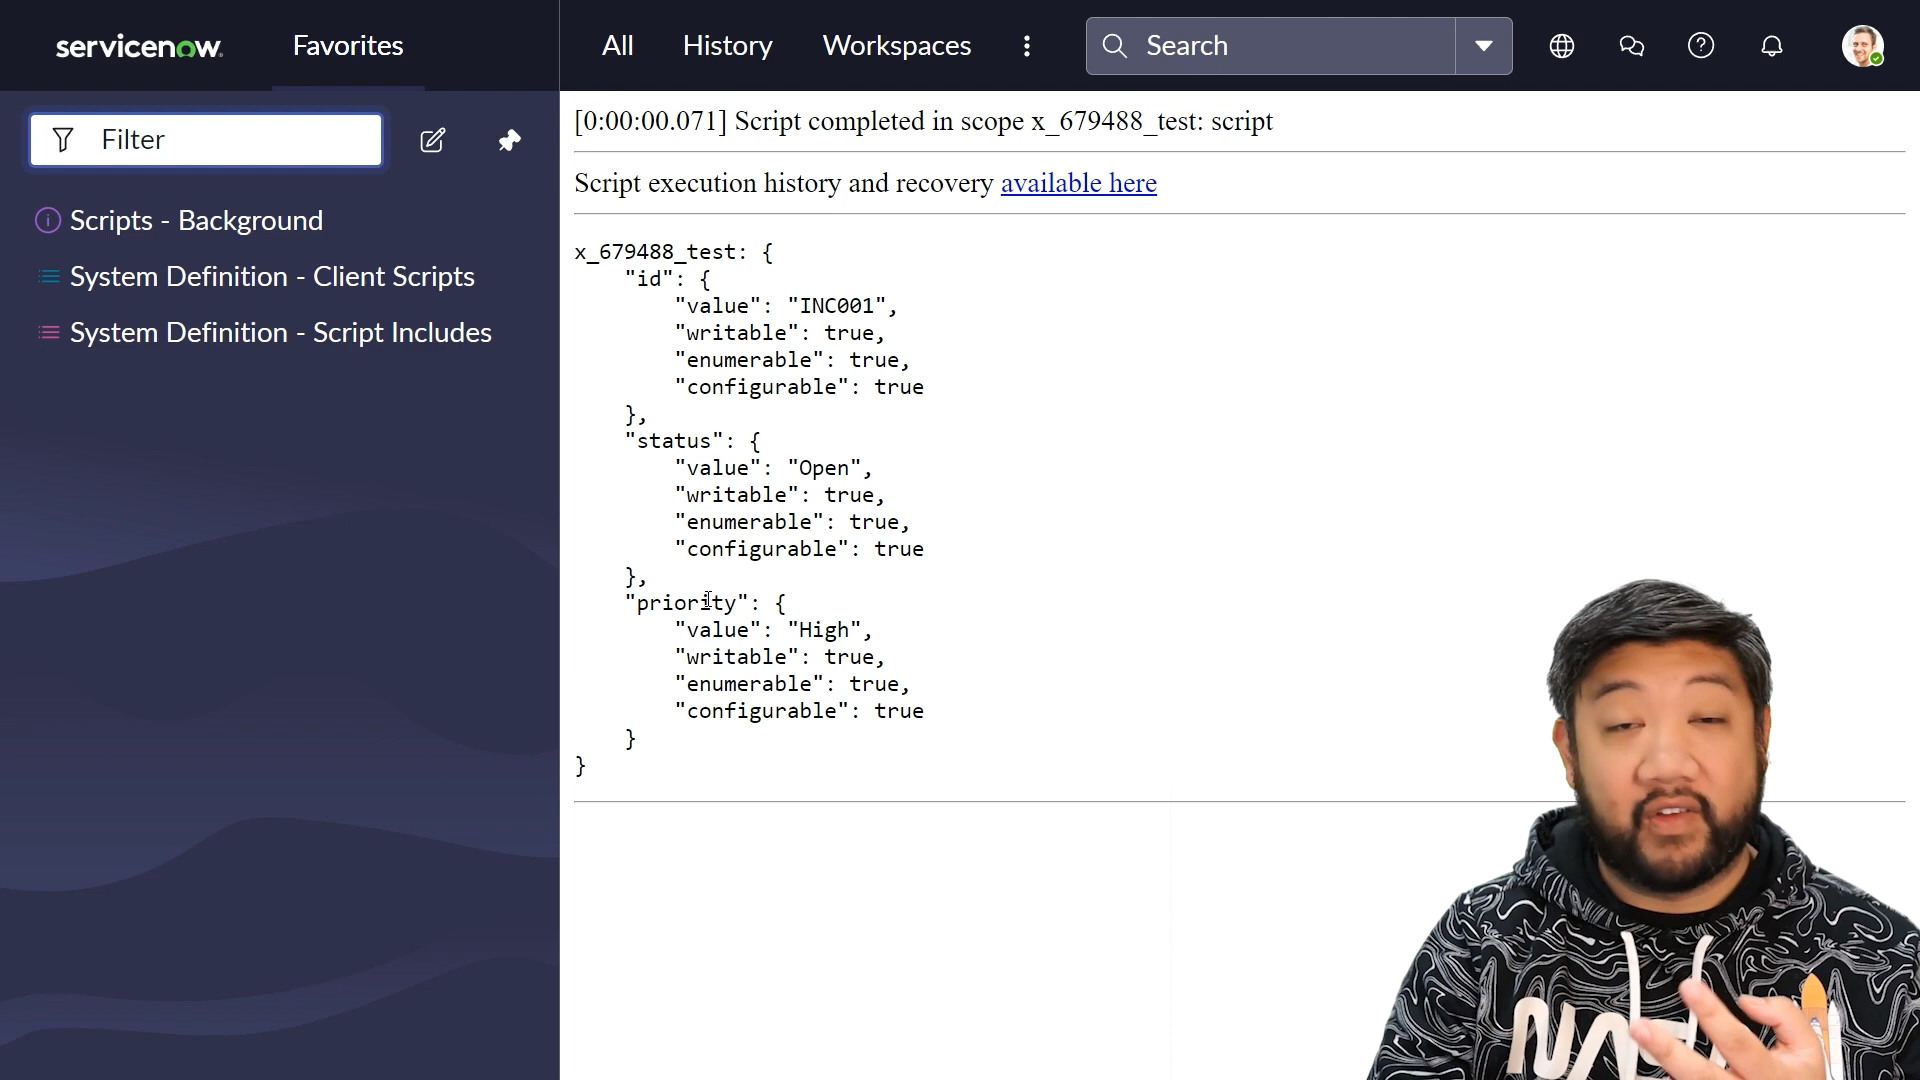 servicenow
Favorites
All
History
Workspaces
Search
Filter
Scripts - Background
System Definition - Client Scripts
System Definition - Script Includes
[0:00:00.071] Script completed in scope x_679488_test: script
Script execution history and recovery available here
x_679488_test: {
    "id": {
        "value": "INC001",
        "writable": true,
        "enumerable": true,
        "configurable": true
    },
    "status": {
        "value": "Open",
        "writable": true,
        "enumerable": true,
        "configurable": true
    },
    "priority": {
        "value": "High",
        "writable": true,
        "enumerable": true,
        "configurable": true
    }
}